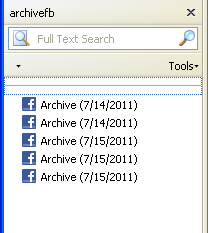 archivefb
Full Text Search
Tools
Archive (7/14/2011)
Archive (7/14/2011)
Archive (7/15/2011)
Archive (7/15/2011)
Archive (7/15/2011)